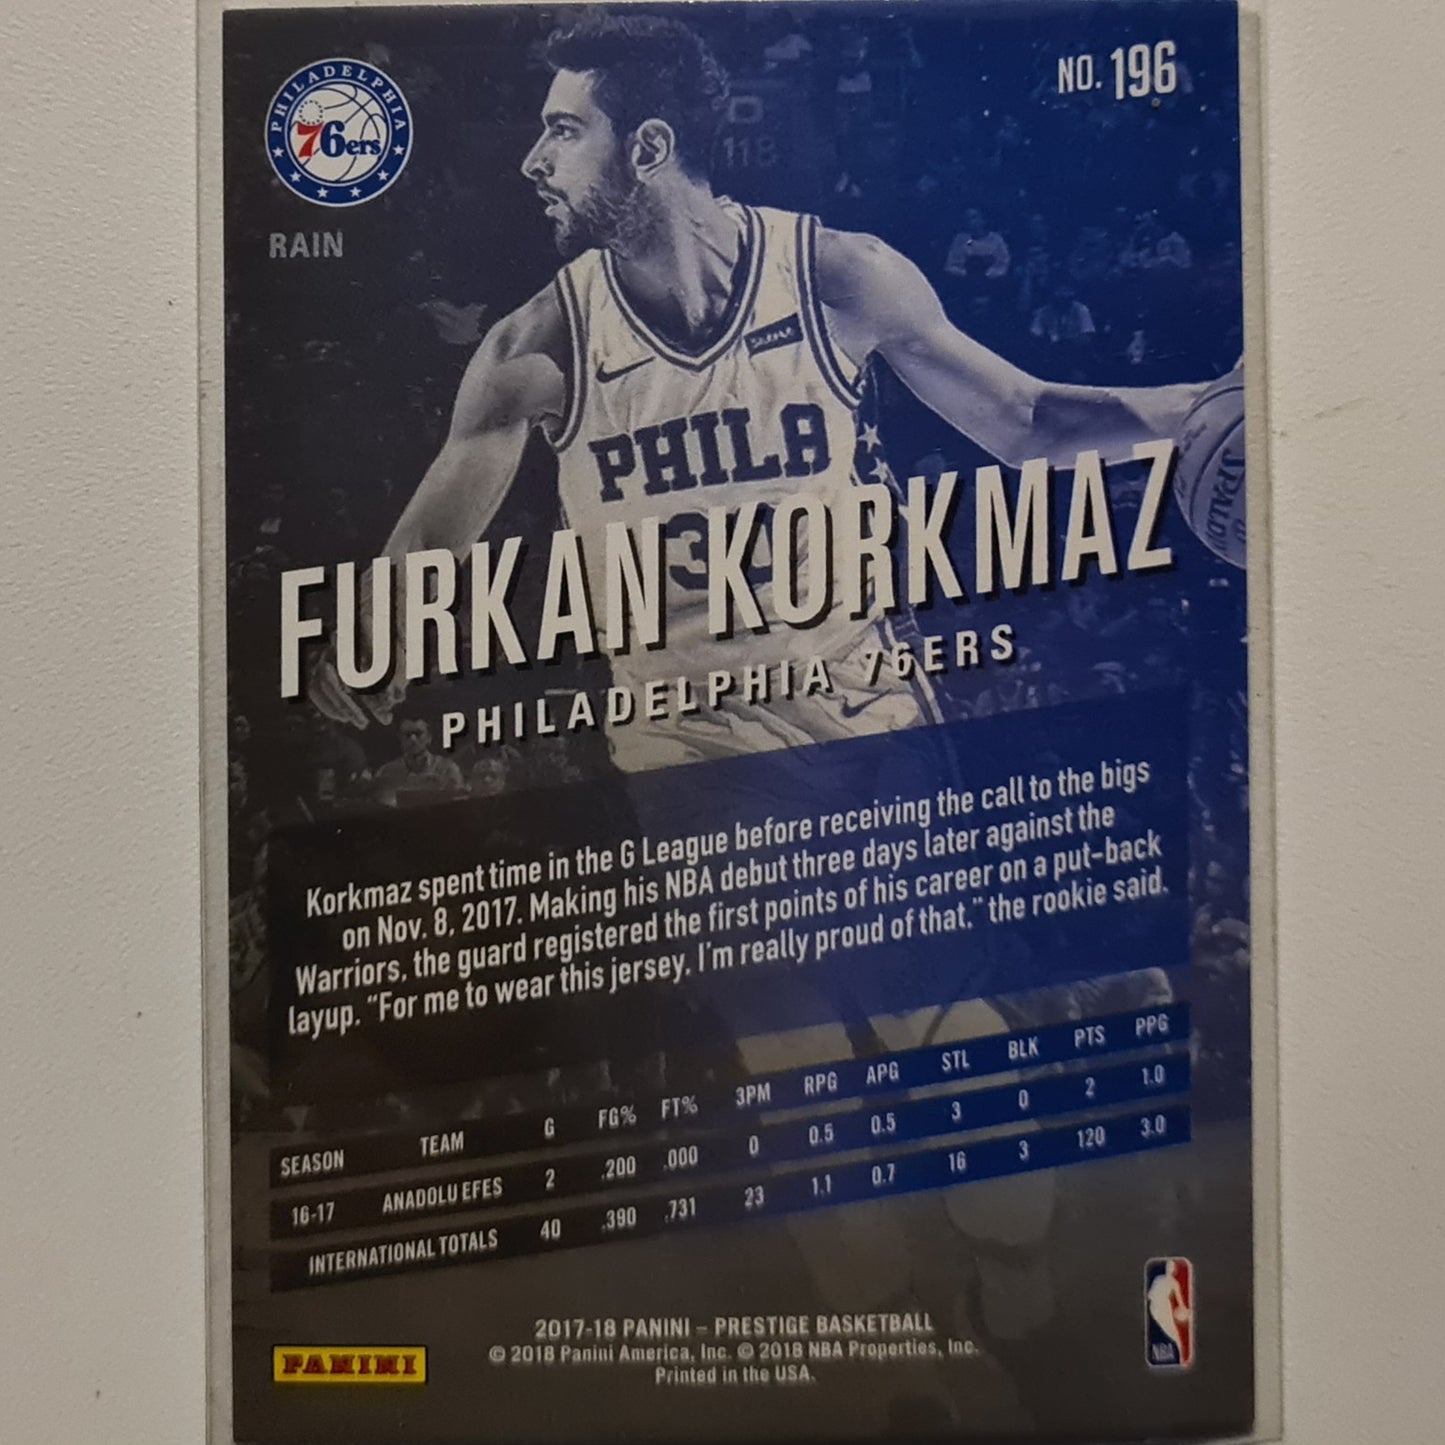 PHILADELPHIA
76ers
NO. 196
118
RAIN
PHILA
SPALDING
FURKAN KORKMAZ
PHILADELPHIA 76ERS
Korkmaz spent time in the G League before receiving the call to the bigs
on Nov. 8, 2017. Making his NBA debut three days later against the
Warriors, the guard registered the first points of his career on a put-back
layup. “For me to wear this jersey, I’m really proud of that,” the rookie said.
SEASON TEAM G FG% FT% 3PM RPG APG STL BLK PTS PPG
16-17 ANADOLU EFES 2 .200 .000 0 0.5 0.5 3 0 2 1.0
INTERNATIONAL TOTALS 40 .390 .731 23 1.1 0.7 16 3 120 3.0
2017-18 PANINI – PRESTIGE BASKETBALL
© 2018 Panini America, Inc. © 2018 NBA Properties, Inc.
Printed in the USA.
PANINI
NBA